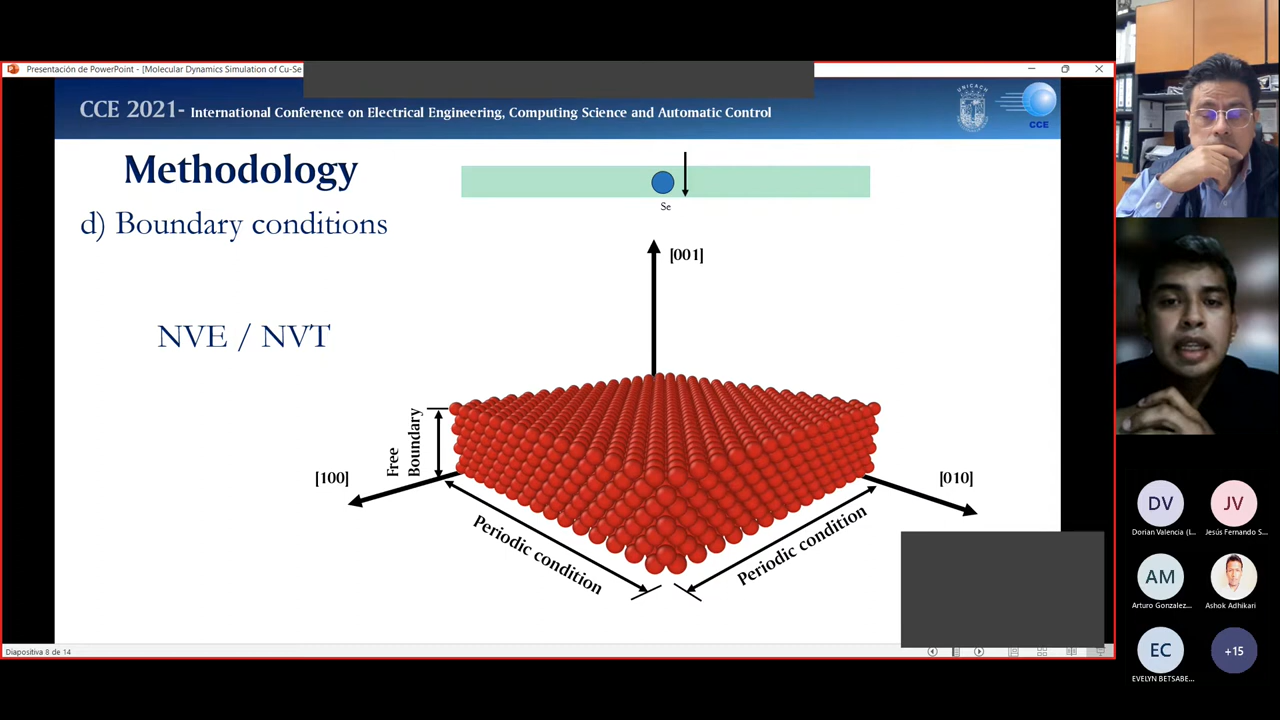 Presentación de PowerPoint - [Molecular Dynamics Simulation of Cu-Se
CCE 2021- International Conference on Electrical Engineering, Computing Science and Automatic Control
UNICACH
CCE
Methodology
d) Boundary conditions
NVE / NVT
Se
[001]
Free
Boundary
[100]
[010]
Periodic condition
Periodic condition
Diapositiva 8 de 14
DV
JV
Dorian Valencia (I...
Jesús Fernando S...
AM
Arturo Gonzalez...
Ashok Adhikari
EC
+15
EVELYN BETSABE...